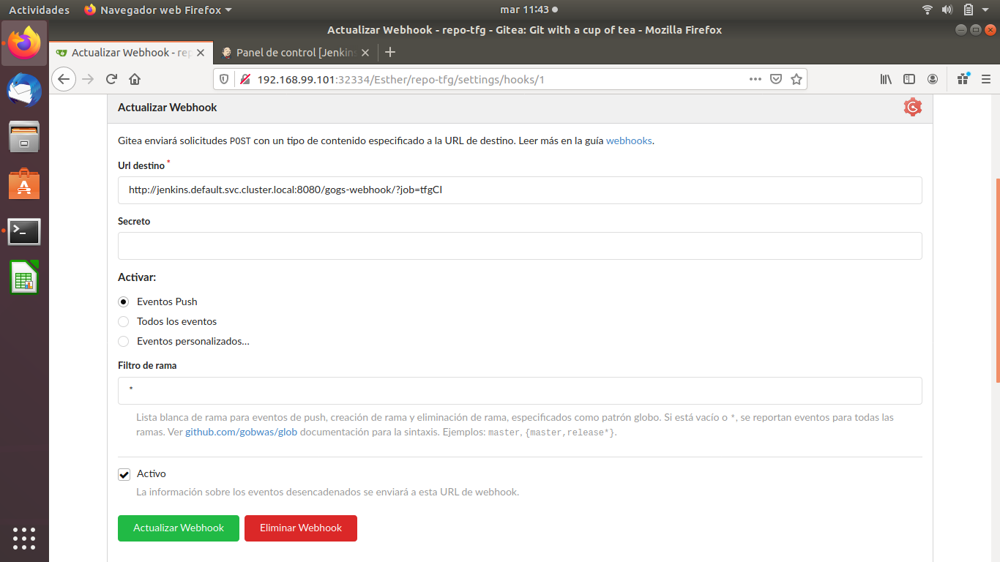 Actividades
Navegador web Firefox
mar 11:43
Actualizar Webhook - repo-tfg - Gitea: Git with a cup of tea - Mozilla Firefox
Actualizar Webhook - rep
Panel de control [Jenkins
192.168.99.101:32334/Esther/repo-tfg/settings/hooks/1
Actualizar Webhook
Gitea enviará solicitudes POST con un tipo de contenido especificado a la URL de destino. Leer más en la guía webhooks.
Url destino *
http://jenkins.default.svc.cluster.local:8080/gogs-webhook/?job=tfgCI
Secreto
Activar:
Eventos Push
Todos los eventos
Eventos personalizados...
Filtro de rama
*
Lista blanca de rama para eventos de push, creación de rama y eliminación de rama, especificados como patrón globo. Si está vacío o *, se reportan eventos para todas las
ramas. Ver github.com/gobwas/glob documentación para la sintaxis. Ejemplos: master, {master,release*}.
Activo
La información sobre los eventos desencadenados se enviará a esta URL de webhook.
Actualizar Webhook
Eliminar Webhook